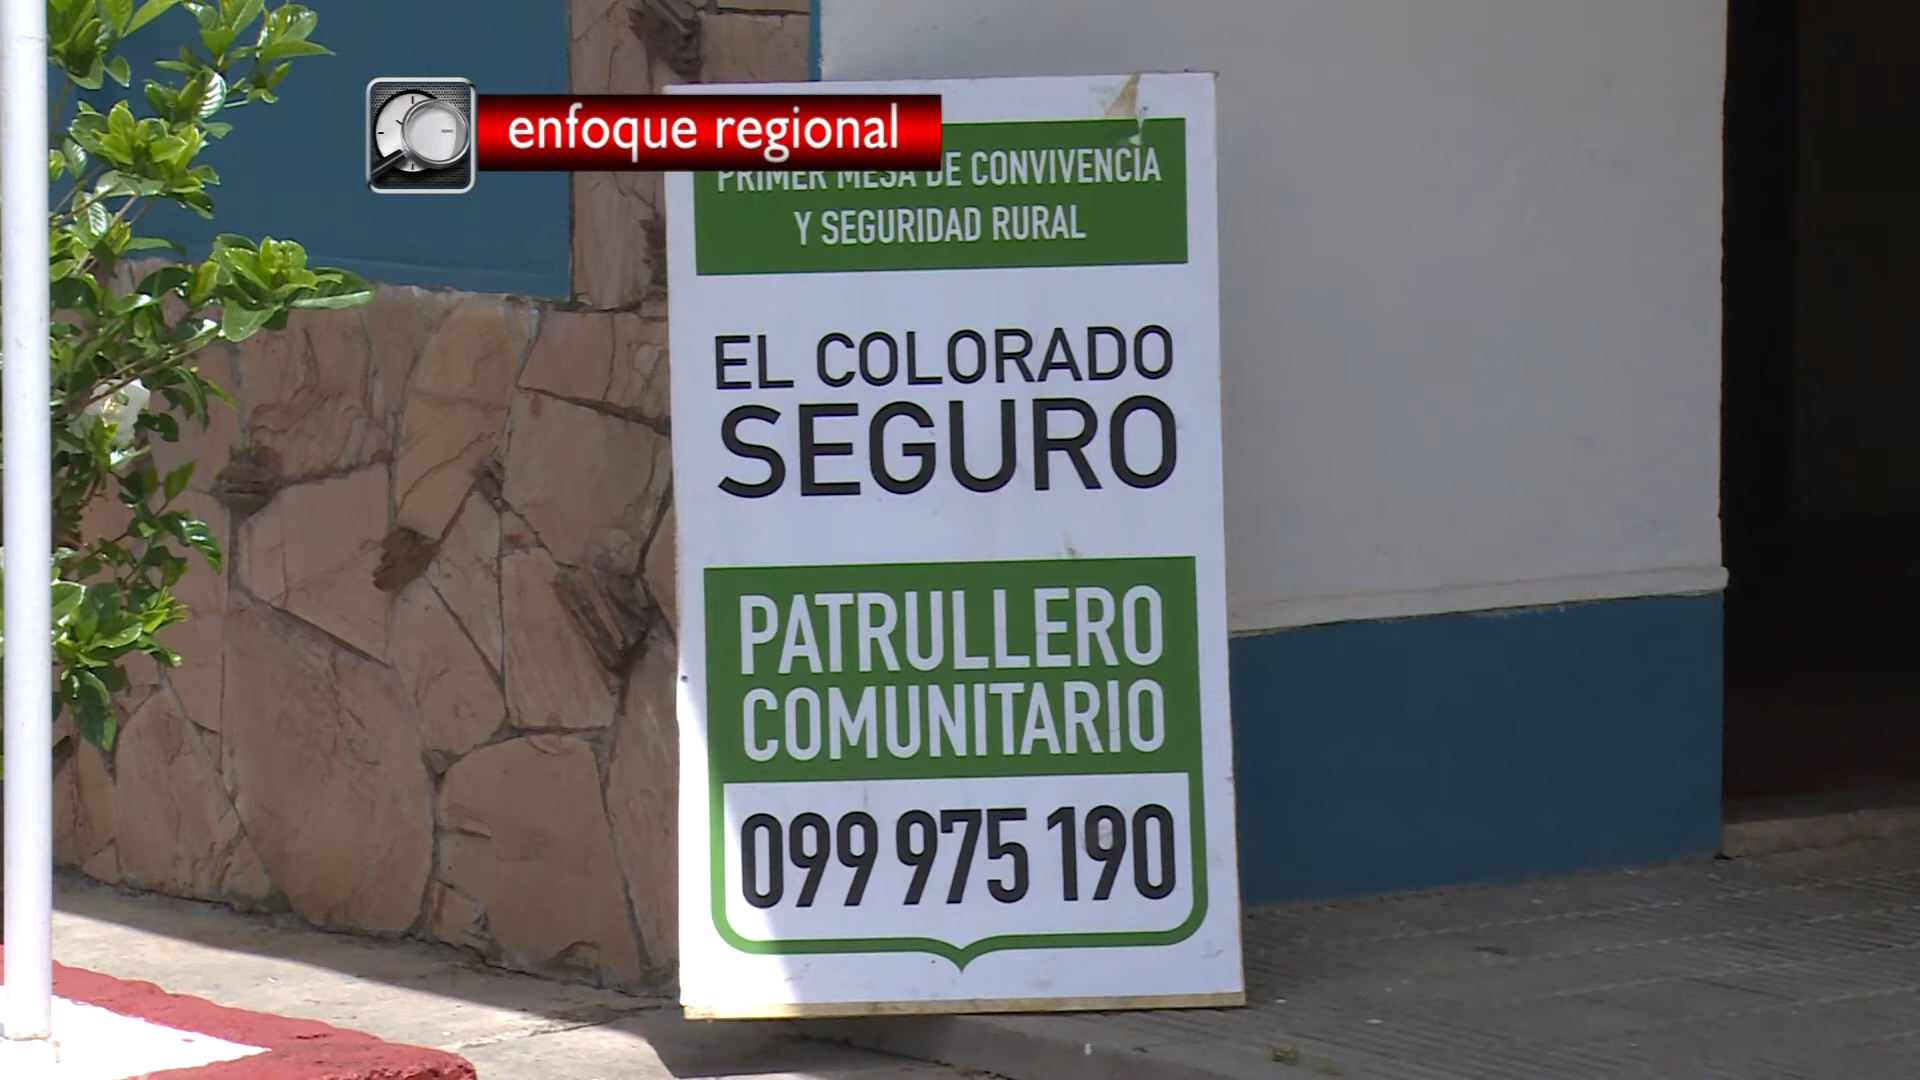 enfoque regional
PRIMER MESA DE CONVIVENCIA
Y SEGURIDAD RURAL
EL COLORADO
SEGURO
PATRULLERO
COMUNITARIO
099 975 190